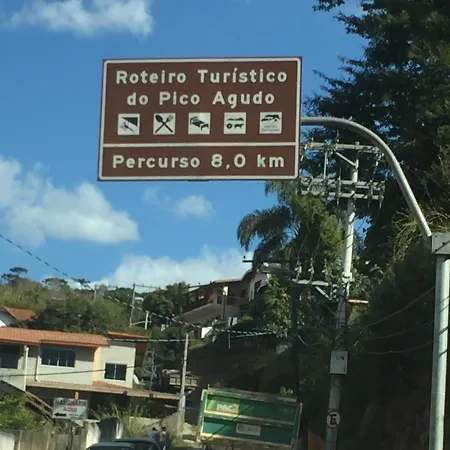 Roteiro Turístico
do Pico Agudo
Percurso 8,0 km
E